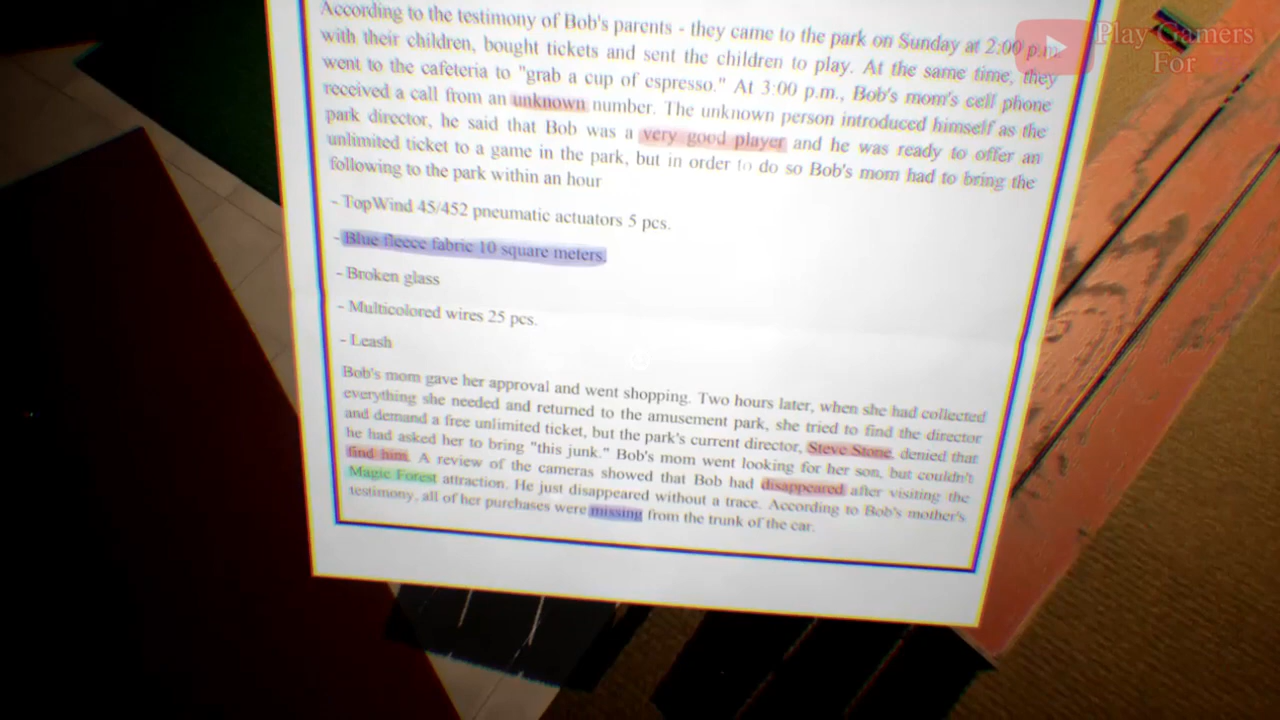 According to the testimony of Bob's parents - they came to the park on Sunday at 2:00 p.m.
with their children, bought tickets and sent the children to play. At the same time, they
went to the cafeteria to "grab a cup of espresso." At 3:00 p.m., Bob's mom's cell phone
received a call from an unknown number. The unknown person introduced himself as the
park director, he said that Bob was a very good player and he was ready to offer an
unlimited ticket to a game in the park, but in order to do so Bob's mom had to bring the
following to the park within an hour
- TopWind 45/452 pneumatic actuators 5 pcs.
- Blue fleece fabric 10 square meters.
- Broken glass
- Multicolored wires 25 pcs.
- Leash
Bob's mom gave her approval and went shopping. Two hours later, when she had collected
everything she needed and returned to the amusement park, she tried to find the director
and demand a free unlimited ticket, but the park's current director, Steve Stone, denied that
he had asked her to bring "this junk." Bob's mom went looking for her son, but couldn't
find him. A review of the cameras showed that Bob had disappeared after visiting the
Magic Forest attraction. He just disappeared without a trace. According to Bob's mother's
testimony, all of her purchases were missing from the trunk of the car.
Play Gamers
For